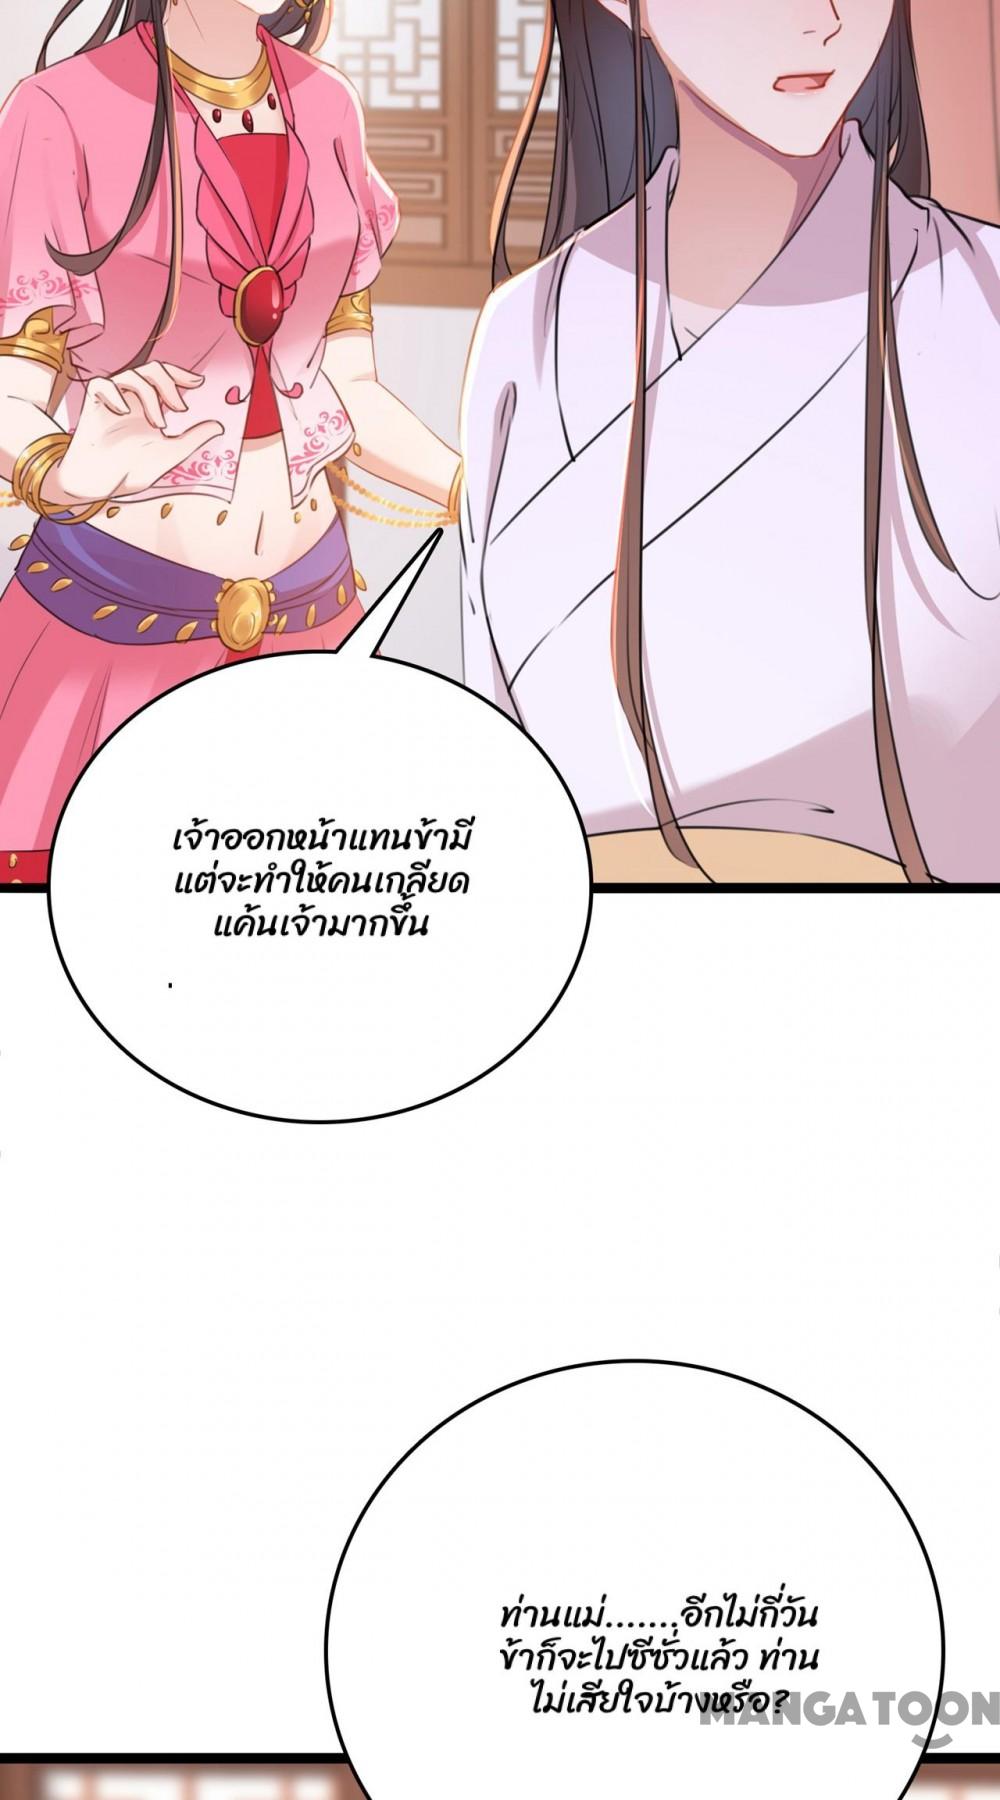 เจ้าออกหน้าแทนข้ามี
แต่จะทำให้คนเกลียด
แค้นเจ้ามากขึ้น
.
ท่านแม่.......อีกไม่กี่วัน
ข้าก็จะไปซีซั่วแล้ว ท่าน
ไม่เสียใจบ้างหรือ?
MANGATOON